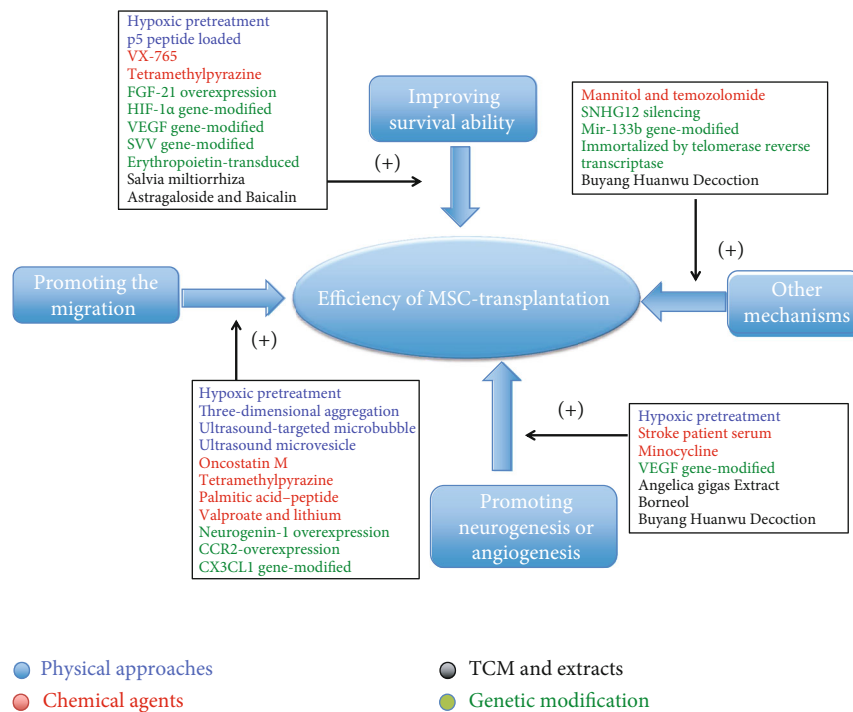 Hypoxic pretreatment
p5 peptide loaded
VX-765
Tetramethylpyrazine
FGF-21 overexpression
HIF-1α gene-modified
VEGF gene-modified
SVV gene-modified
Erythropoietin-transduced
Salvia miltiorrhiza
Astragaloside and Baicalin
(+)
Improving
survival ability
Mannitol and temozolomide
SNHG12 silencing
Mir-133b gene-modified
Immortalized by telomerase reverse
transcriptase
Buyang Huanwu Decoction
(+)
Promoting the
migration
(+)
Efficiency of MSC-transplantation
Other
mechanisms
Hypoxic pretreatment
Three-dimensional aggregation
Ultrasound-targeted microbubble
Ultrasound microvesicle
Oncostatin M
Tetramethylpyrazine
Palmitic acid–peptide
Valproate and lithium
Neurogenin-1 overexpression
CCR2-overexpression
CX3CL1 gene-modified
Promoting
neurogenesis or
angiogenesis
(+)
Hypoxic pretreatment
Stroke patient serum
Minocycline
VEGF gene-modified
Angelica gigas Extract
Borneol
Buyang Huanwu Decoction
Physical approaches
Chemical agents
TCM and extracts
Genetic modification